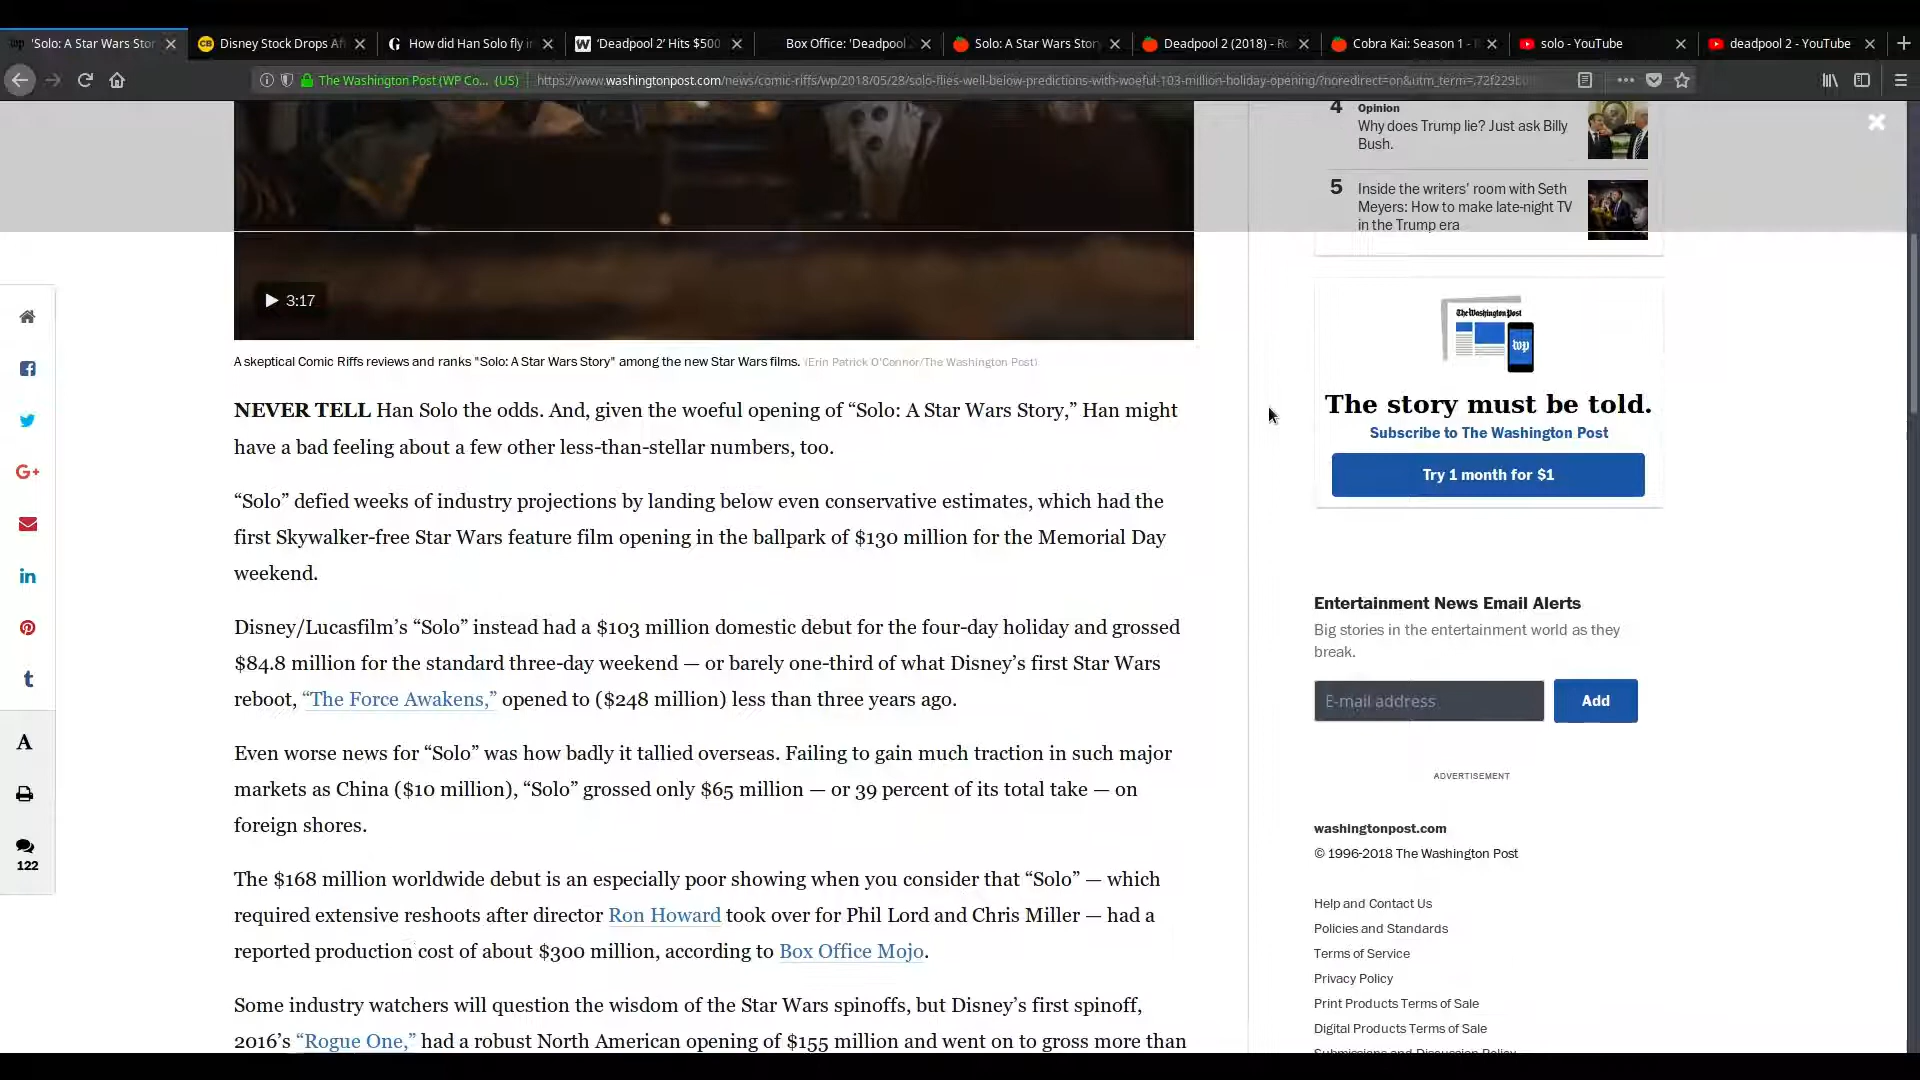 'Solo: A Star Wars Stor
Disney Stock Drops Af
How did Han Solo fly i
'Deadpool 2' Hits $500
Box Office: 'Deadpool
Solo: A Star Wars Stor
Deadpool 2 (2018) - R
Cobra Kai: Season 1 -
solo - YouTube
deadpool 2 - YouTube
The Washington Post (WP Co... (US)
https://www.washingtonpost.com/news/comic-riffs/wp/2018/05/28/solo-flies-well-below-predictions-with-woeful-103-million-holiday-opening/?noredirect=on&utm_term=.72f229
4
Opinion
Why does Trump lie? Just ask Billy
Bush.
5
Inside the writers' room with Seth
Meyers: How to make late-night TV
in the Trump era
3:17
A skeptical Comic Riffs reviews and ranks "Solo: A Star Wars Story" among the new Star Wars films. (Erin Patrick O'Connor/The Washington Post)
NEVER TELL Han Solo the odds. And, given the woeful opening of “Solo: A Star Wars Story,” Han might
have a bad feeling about a few other less-than-stellar numbers, too.
“Solo” defied weeks of industry projections by landing below even conservative estimates, which had the
first Skywalker-free Star Wars feature film opening in the ballpark of $130 million for the Memorial Day
weekend.
Disney/Lucasfilm’s “Solo” instead had a $103 million domestic debut for the four-day holiday and grossed
$84.8 million for the standard three-day weekend — or barely one-third of what Disney’s first Star Wars
reboot, “The Force Awakens,” opened to ($248 million) less than three years ago.
Even worse news for “Solo” was how badly it tallied overseas. Failing to gain much traction in such major
markets as China ($10 million), “Solo” grossed only $65 million — or 39 percent of its total take — on
foreign shores.
The $168 million worldwide debut is an especially poor showing when you consider that “Solo” — which
required extensive reshoots after director Ron Howard took over for Phil Lord and Chris Miller — had a
reported production cost of about $300 million, according to Box Office Mojo.
Some industry watchers will question the wisdom of the Star Wars spinoffs, but Disney’s first spinoff,
2016’s “Rogue One,” had a robust North American opening of $155 million and went on to gross more than
122
The Washington Post
wp
The story must be told.
Subscribe to The Washington Post
Try 1 month for $1
Entertainment News Email Alerts
Big stories in the entertainment world as they
break.
E-mail address
Add
ADVERTISEMENT
washingtonpost.com
© 1996-2018 The Washington Post
Help and Contact Us
Policies and Standards
Terms of Service
Privacy Policy
Print Products Terms of Sale
Digital Products Terms of Sale
Submissions and Discussion Policy